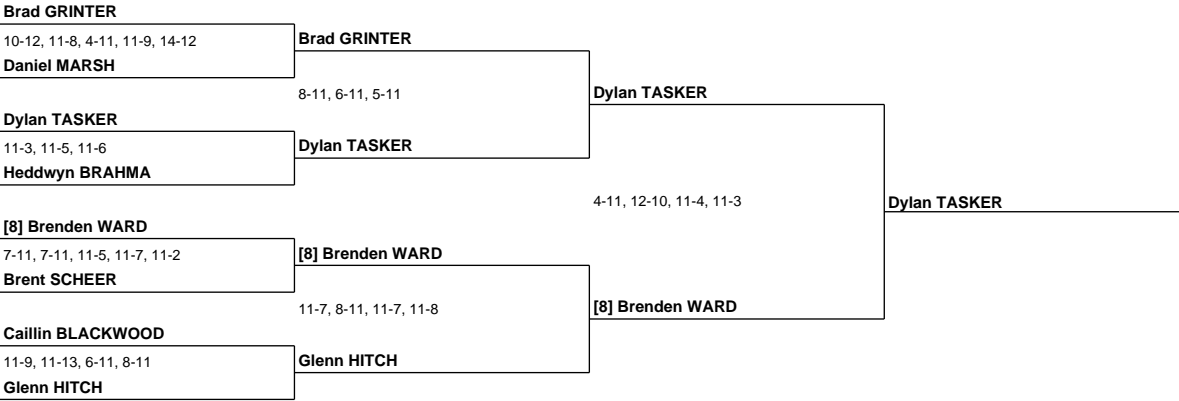 Brad GRINTER
10-12, 11-8, 4-11, 11-9, 14-12
Daniel MARSH
Dylan TASKER
11-3, 11-5, 11-6
Heddwyn BRAHMA
[8] Brenden WARD
7-11, 7-11, 11-5, 11-7, 11-2
Brent SCHEER
Caillin BLACKWOOD
11-9, 11-13, 6-11, 8-11
Glenn HITCH
Brad GRINTER
8-11, 6-11, 5-11
Dylan TASKER
[8] Brenden WARD
11-7, 8-11, 11-7, 11-8
Glenn HITCH
Dylan TASKER
4-11, 12-10, 11-4, 11-3
[8] Brenden WARD
Dylan TASKER